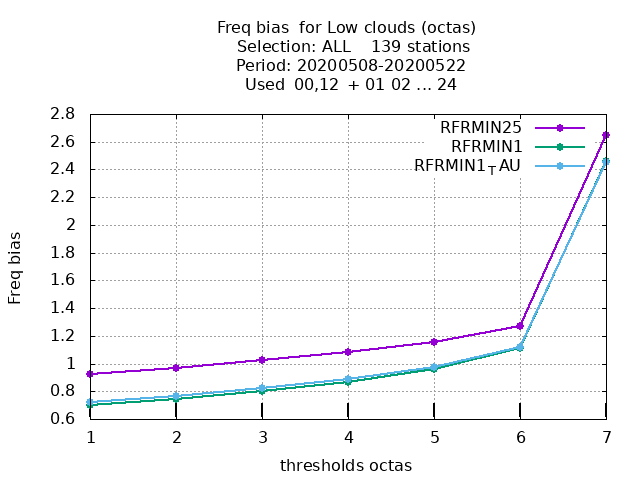 Freq bias  for Low clouds (octas)
Selection: ALL    139 stations
Period: 20200508-20200522
Used  00,12  + 01 02 ... 24
RFRMIN25
RFRMIN1
RFRMIN1_TAU
2.8
2.6
2.4
2.2
2
1.8
1.6
1.4
1.2
1
0.8
0.6
Freq bias
1 2 3 4 5 6 7
thresholds octas